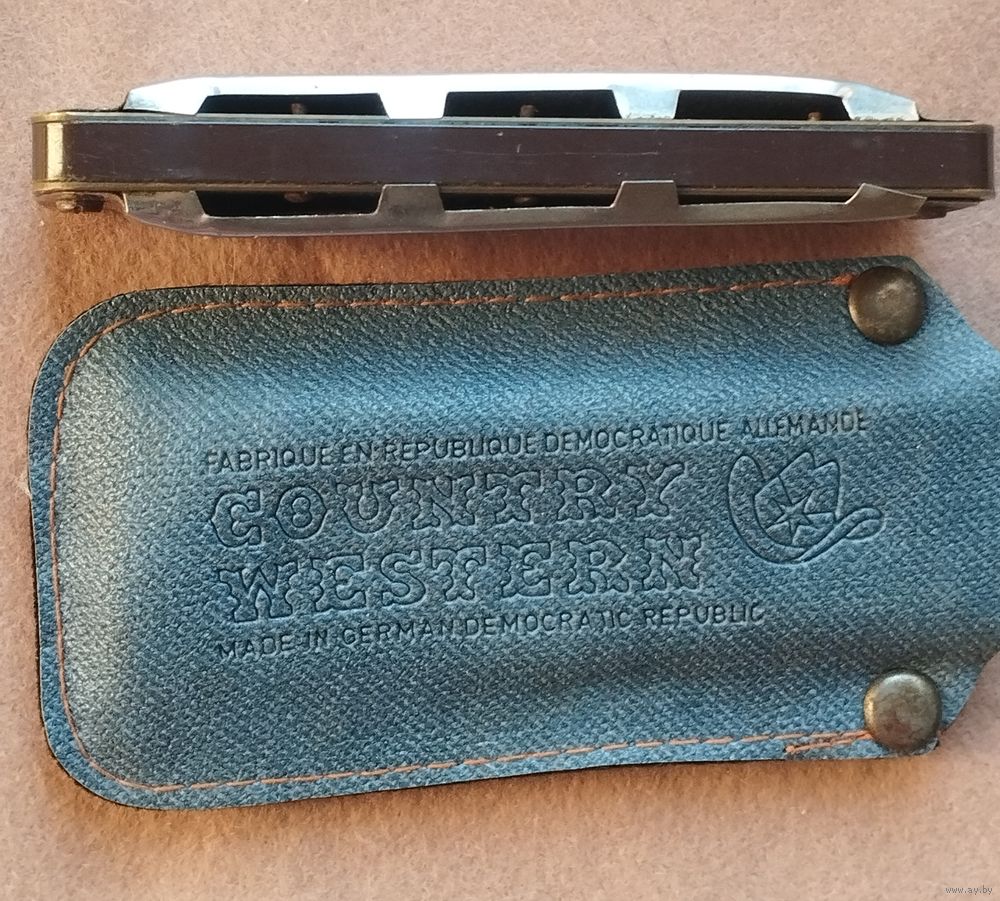 FABRIQUE EN REPUBLIQUE DEMOCRATIQUE ALLEMANDE
COUNTRY
WESTERN
MADE IN GERMAN DEMOCRATIC REPUBLIC
www.ay.by